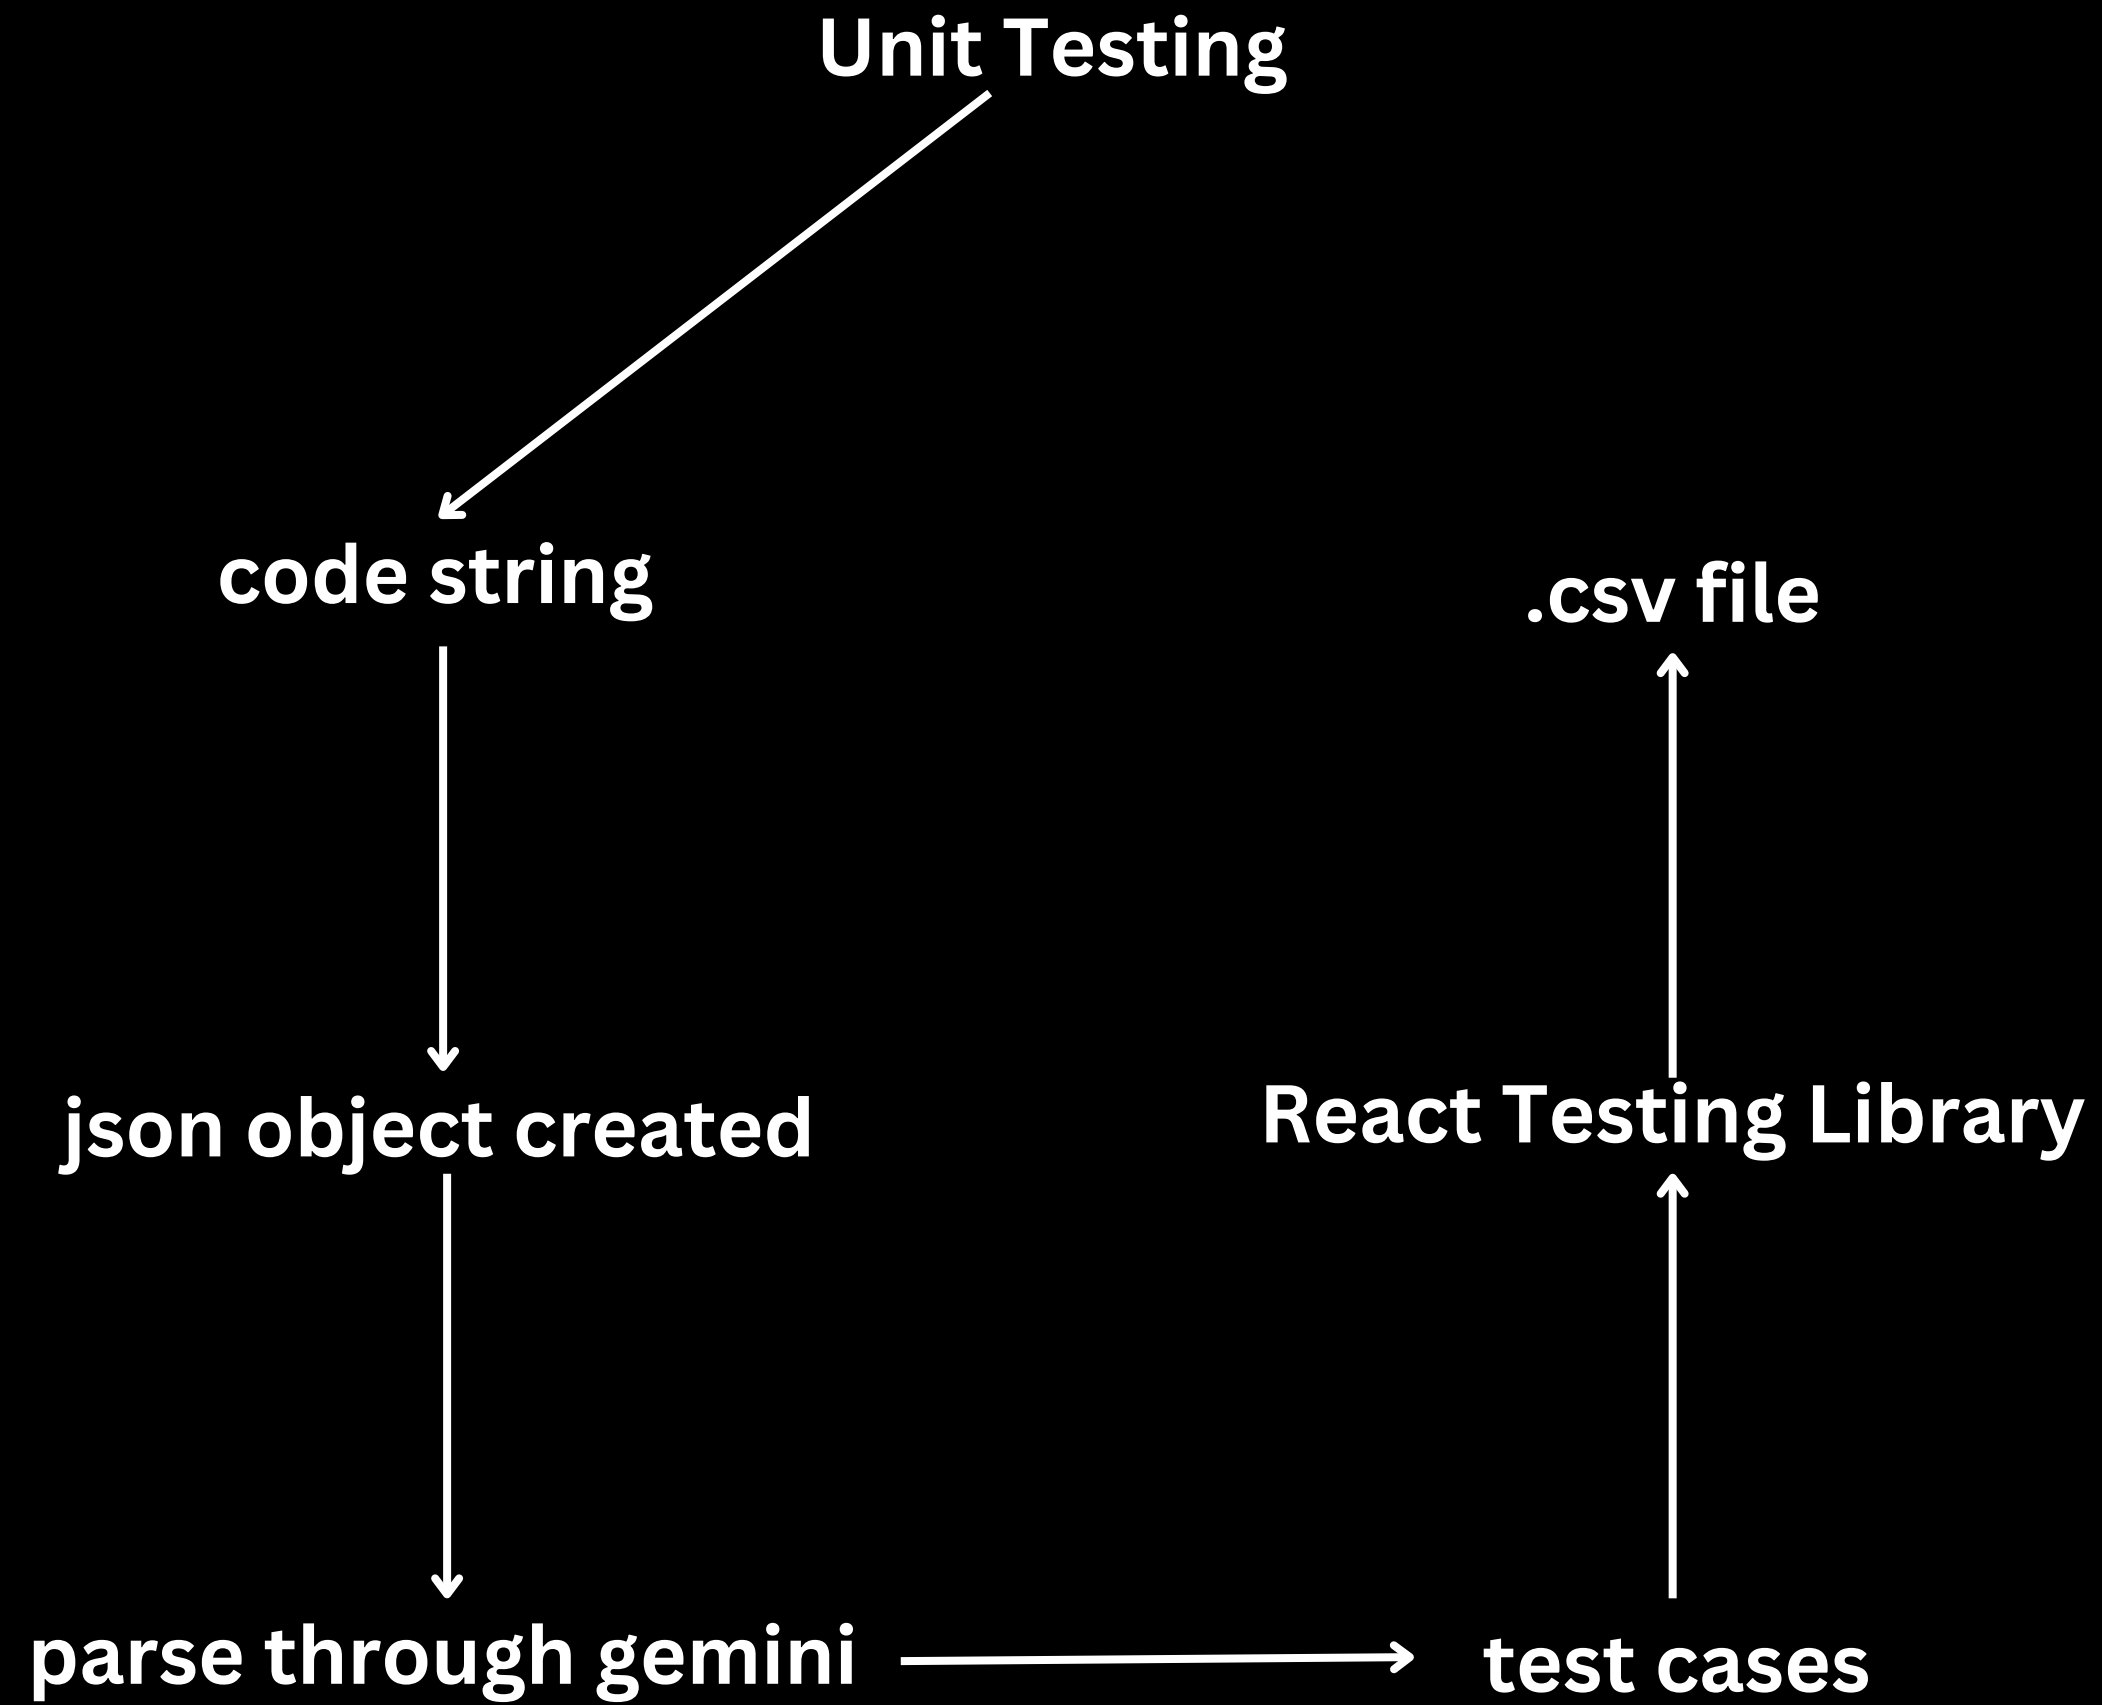 Unit Testing
code string
.csv file
json object created
React Testing Library
parse through gemini
test cases